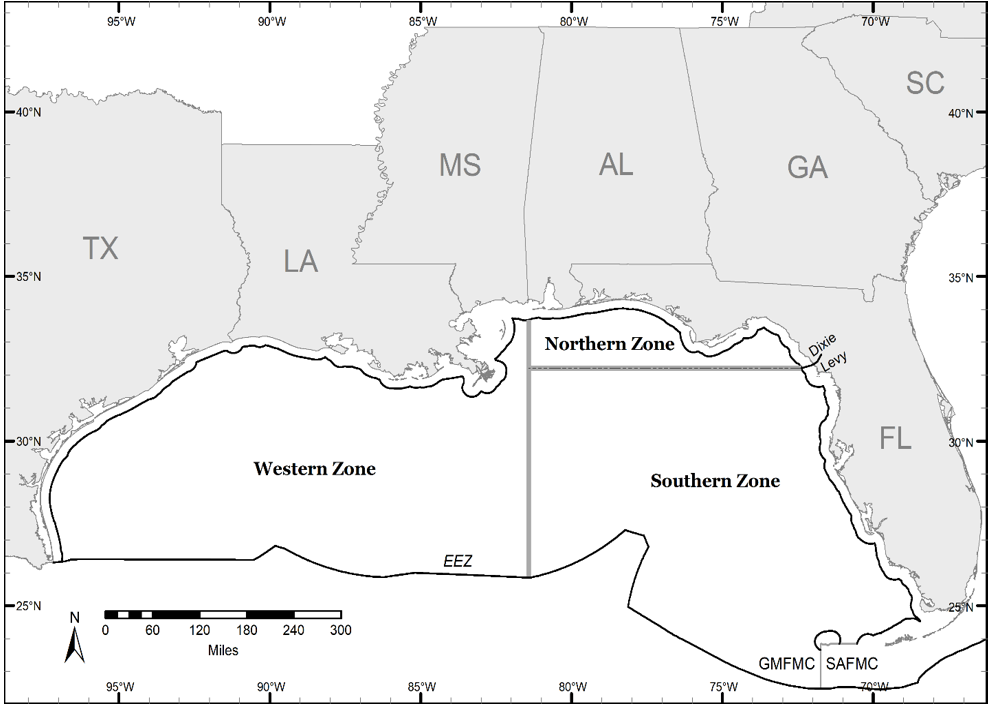 95°W 90°W 85°W 80°W 75°W 70°W
SC
40°N 40°N
MS AL GA
TX LA
35°N 35°N
Northern Zone
Dixie
Levy
30°N FL 30°N
Western Zone
Southern Zone
EEZ
25°N 25°N
N
0 60 120 180 240 300
Miles
GMFMC SAFMC
95°W 90°W 85°W 80°W 75°W 70°W